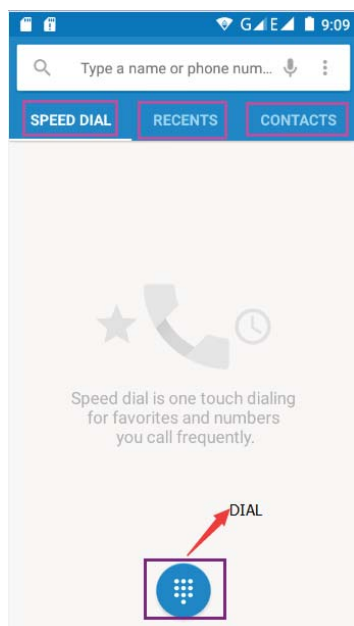 G E 9:09
Type a name or phone num...
SPEED DIAL RECENTS CONTACTS
Speed dial is one touch dialing
for favorites and numbers
you call frequently.
DIAL